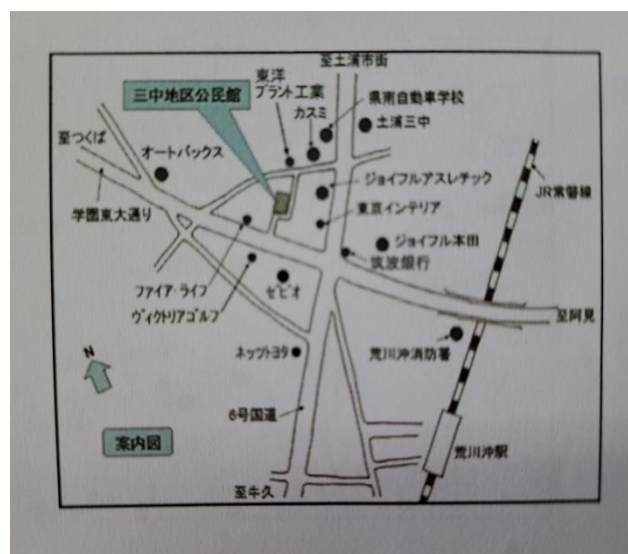 至土浦市街
東洋
プラント工業
三中地区公民館
県南自動車学校
カスミ
土浦三中
至つくば
オートバックス
ジョイフルアスレチック
JR常磐線
学園東大通り
東京インテリア
ジョイフル本田
筑波銀行
ファイア・ライフ
ゼビオ
ヴィクトリアゴルフ
至阿見
荒川沖消防署
N
ネッツトヨタ
6号国道
案内図
荒川沖駅
至牛久